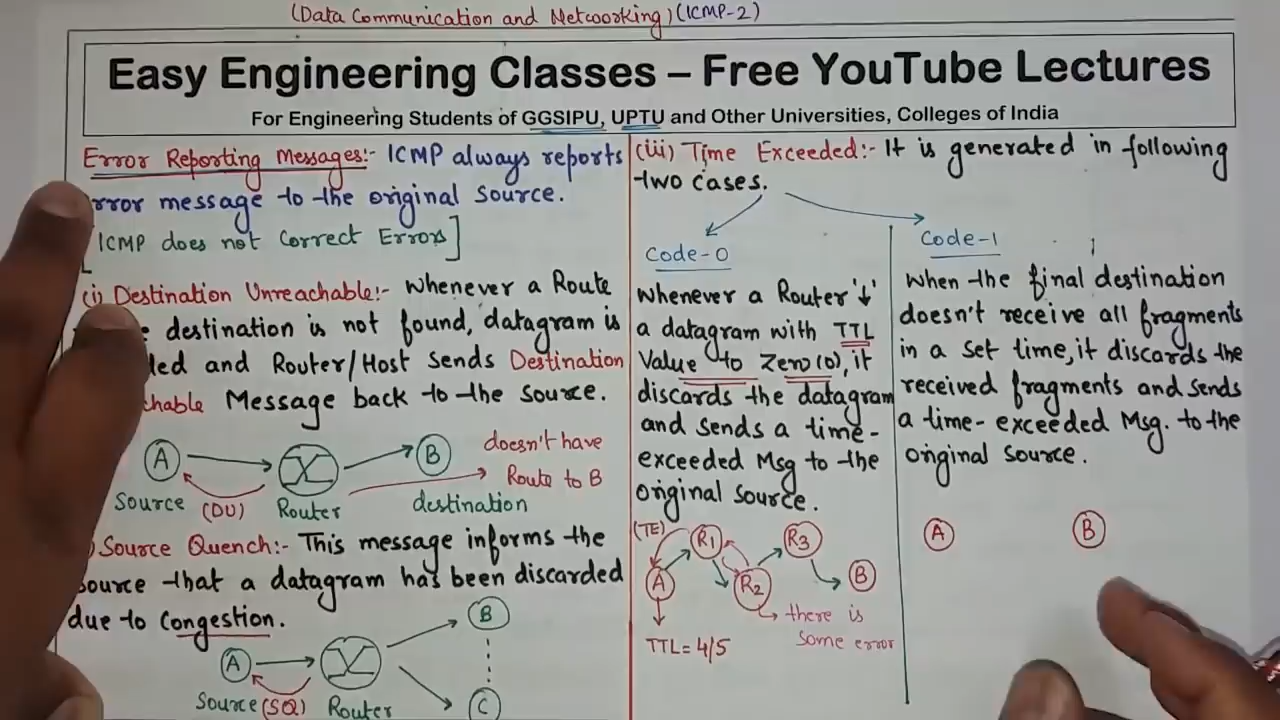 (Data Communication and Networking) (ICMP-2)
Easy Engineering Classes – Free YouTube Lectures
For Engineering Students of GGSIPU, UPTU and Other Universities, Colleges of India
Error Reporting Messages:- ICMP always reports
rror message to the original source.
[ICMP does not Correct Errors]
(i) Destination Unreachable:- Whenever a Route
destination is not found, datagram is
ded and Router/Host sends Destination
chable Message back to the source.
A
B
doesn't have
Route to B
Source
(DU)
Router
destination
) Source Quench:- This message informs the
source that a datagram has been discarded
due to Congestion.
A
B
Source (SQ)
Router
C
(iii) Time Exceeded:- It is generated in following
two cases.
Code-0
Whenever a Router '↓'
a datagram with TTL
Value to Zero(0), it
discards the datagram
and sends a time-
exceeded Msg to the
original source.
(TE)
R1
R3
A
R2
B
there is
some error
TTL = 4/5
Code-1
When the final destination
doesn't receive all fragments
in a set time, it discards the
received fragments and sends
a time-exceeded Msg. to the
original source.
A
B